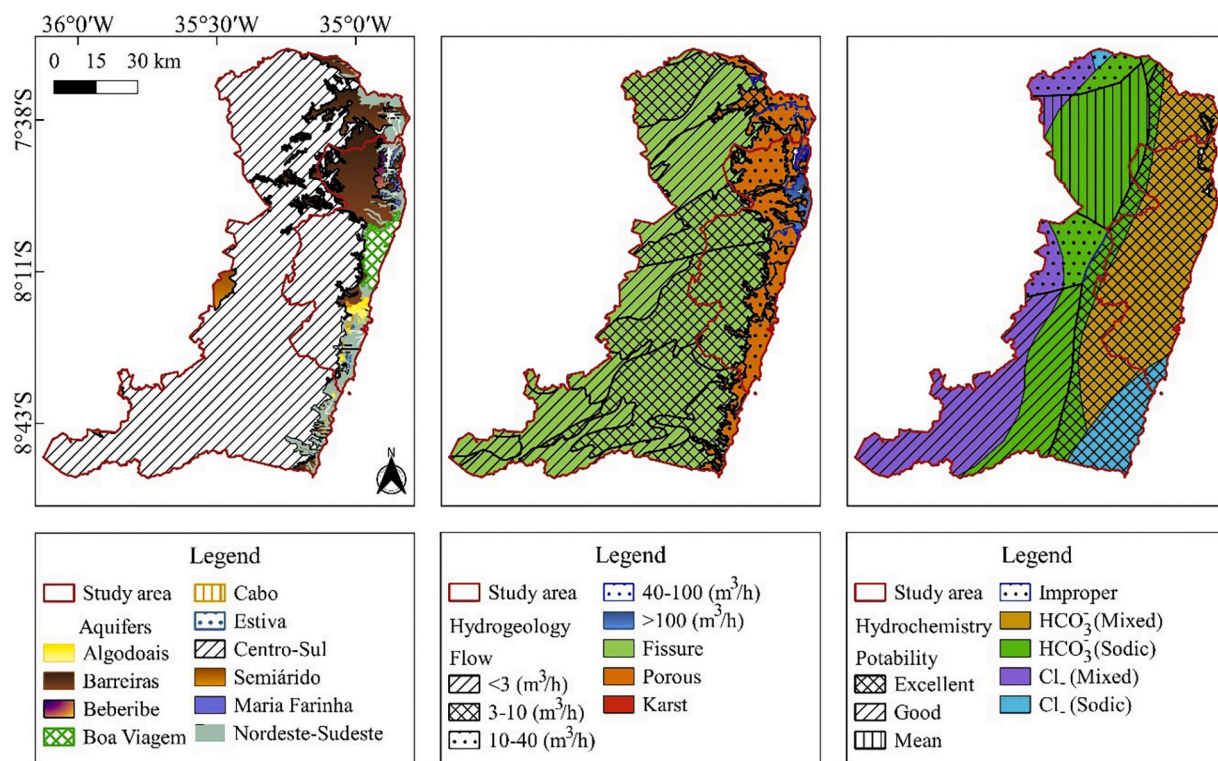 36°0′W 35°30′W 35°0′W
0 15 30 km
7°38′S
8°11′S
8°43′S
N
Legend
Study area
Aquifers
Algodoais
Barreiras
Beberibe
Boa Viagem
Cabo
Estiva
Centro-Sul
Semiárido
Maria Farinha
Nordeste-Sudeste
Legend
Study area
Hydrogeology
Flow
<3 (m³/h)
3-10 (m³/h)
10-40 (m³/h)
40-100 (m³/h)
>100 (m³/h)
Fissure
Porous
Karst
Legend
Study area
Hydrochemistry
Potability
Excellent
Good
Mean
Improper
HCO₃⁻(Mixed)
HCO₃⁻(Sodic)
Cl₋ (Mixed)
Cl₋ (Sodic)